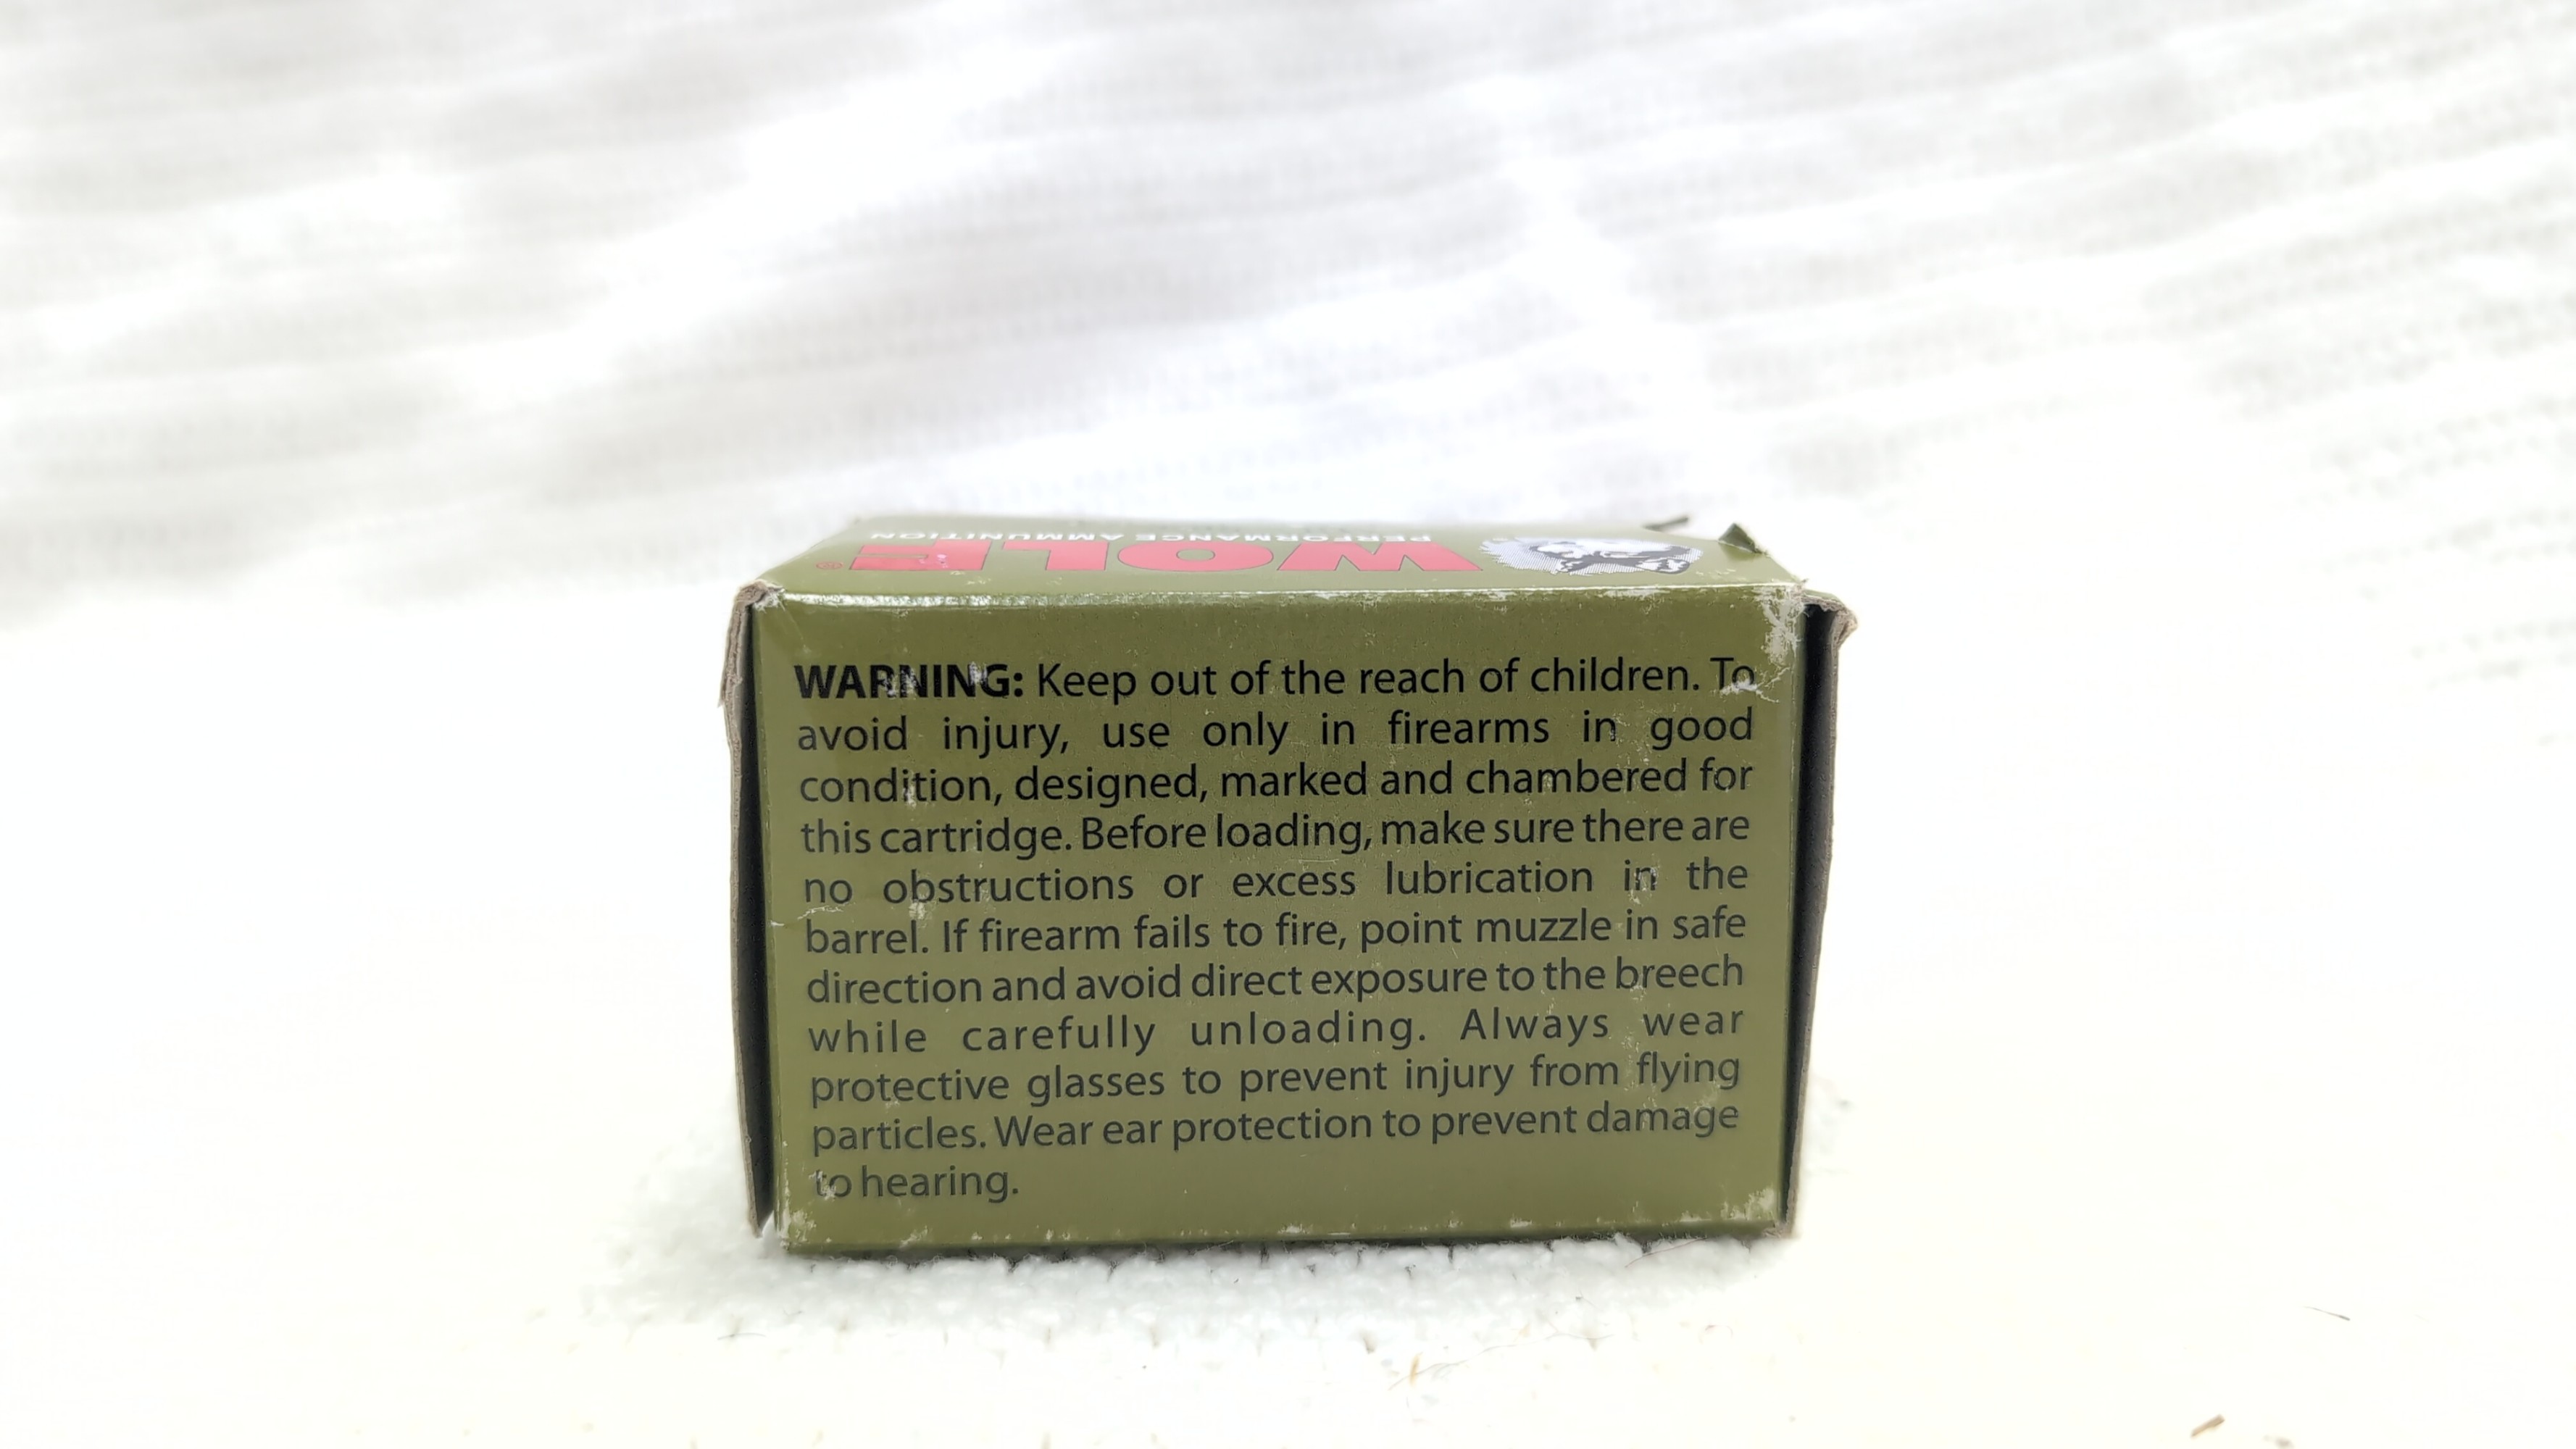 WOLF®
PERFORMANCE AMMUNITION
WARNING: Keep out of the reach of children. To
avoid injury, use only in firearms in good
condition, designed, marked and chambered for
this cartridge. Before loading, make sure there are
no obstructions or excess lubrication in the
barrel. If firearm fails to fire, point muzzle in safe
direction and avoid direct exposure to the breech
while carefully unloading. Always wear
protective glasses to prevent injury from flying
particles. Wear ear protection to prevent damage
to hearing.